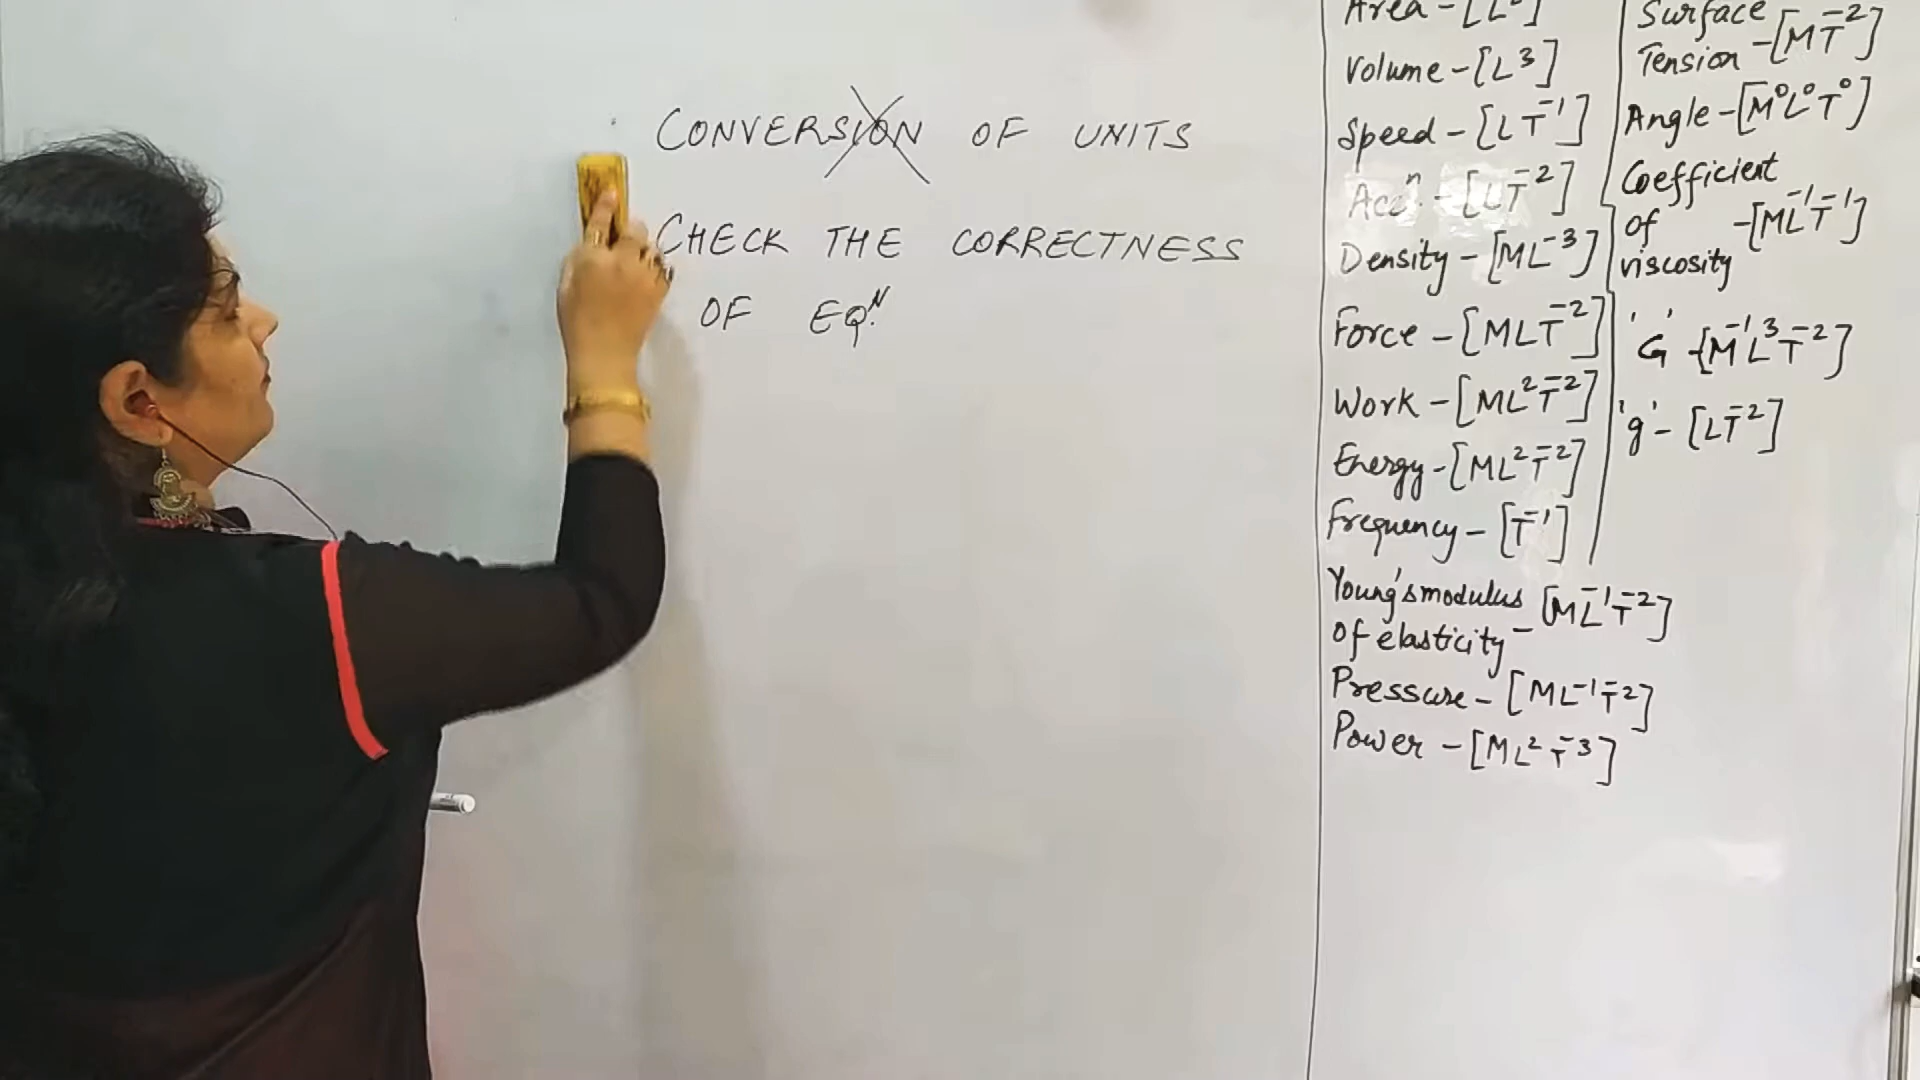 CONVERSION OF UNITS
CHECK THE CORRECTNESS
OF EQᴺ.
Area - [L²]
Volume - [L³]
Speed - [LT⁻¹]
Accⁿ. - [LT⁻²]
Density - [ML⁻³]
Force - [MLT⁻²]
Work - [ML²T⁻²]
Energy - [ML²T⁻²]
Frequency - [T⁻¹]
Young's modulus [ML⁻¹T⁻²]
of elasticity -
Pressure - [ML⁻¹T⁻²]
Power - [ML²T⁻³]
Surface
Tension - [MT⁻²]
Angle - [M⁰L⁰T⁰]
Coefficient
of - [ML⁻¹T⁻¹]
viscosity
'G' - [M⁻¹L³T⁻²]
'g' - [LT⁻²]